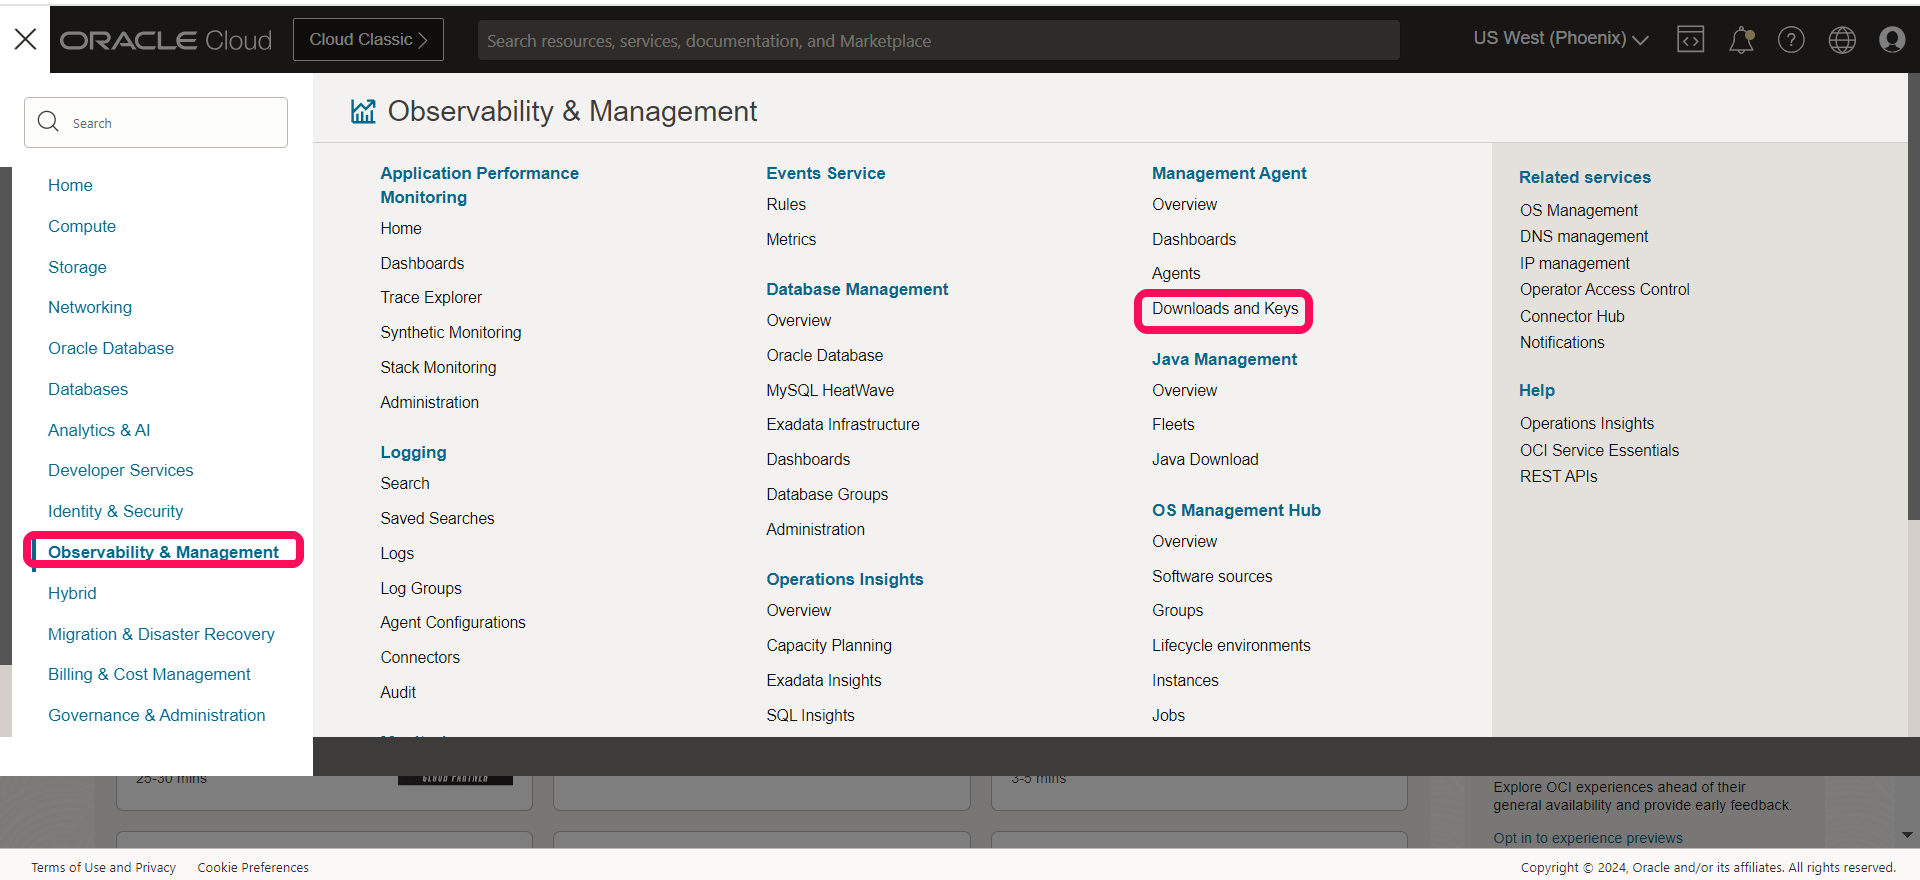 ORACLE Cloud
Cloud Classic
Search resources, services, documentation, and Marketplace
US West (Phoenix)
Search
Home
Compute
Storage
Networking
Oracle Database
Databases
Analytics & AI
Developer Services
Identity & Security
Observability & Management
Hybrid
Migration & Disaster Recovery
Billing & Cost Management
Governance & Administration
Observability & Management
Application Performance
Monitoring
Home
Dashboards
Trace Explorer
Synthetic Monitoring
Stack Monitoring
Administration
Logging
Search
Saved Searches
Logs
Log Groups
Agent Configurations
Connectors
Audit
Events Service
Rules
Metrics
Database Management
Overview
Oracle Database
MySQL HeatWave
Exadata Infrastructure
Dashboards
Database Groups
Administration
Operations Insights
Overview
Capacity Planning
Exadata Insights
SQL Insights
Management Agent
Overview
Dashboards
Agents
Downloads and Keys
Java Management
Overview
Fleets
Java Download
OS Management Hub
Overview
Software sources
Groups
Lifecycle environments
Instances
Jobs
Related services
OS Management
DNS management
IP management
Operator Access Control
Connector Hub
Notifications
Help
Operations Insights
OCI Service Essentials
REST APIs
25-30 mins
CLOUD PARTNER
3-5 mins
Explore OCI experiences ahead of their
general availability and provide early feedback.
Opt in to experience previews
Terms of Use and Privacy
Cookie Preferences
Copyright © 2024, Oracle and/or its affiliates. All rights reserved.